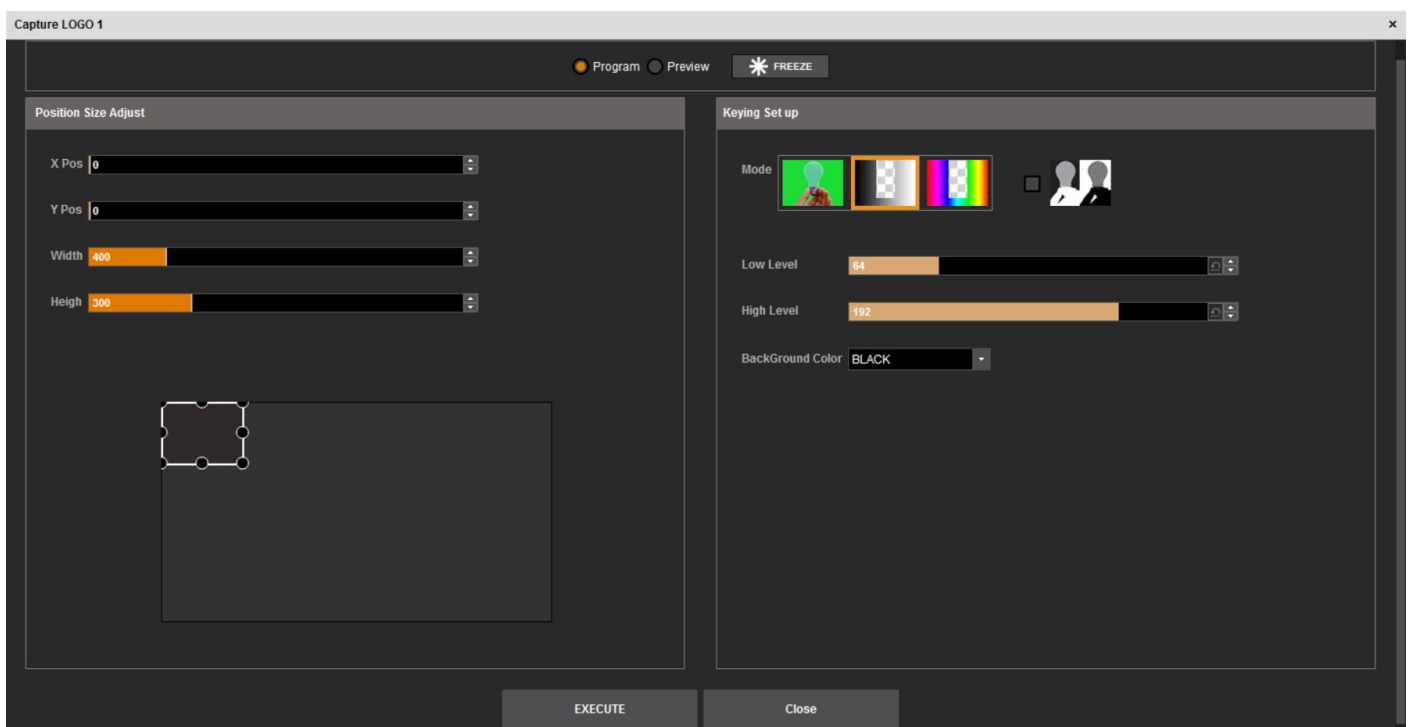 Capture LOGO 1
Program Preview FREEZE
Position Size Adjust
X Pos 0
Y Pos 0
Width 400
Heigh 300
Keying Set up
Mode
Low Level 64
High Level 192
BackGround Color BLACK
EXECUTE Close